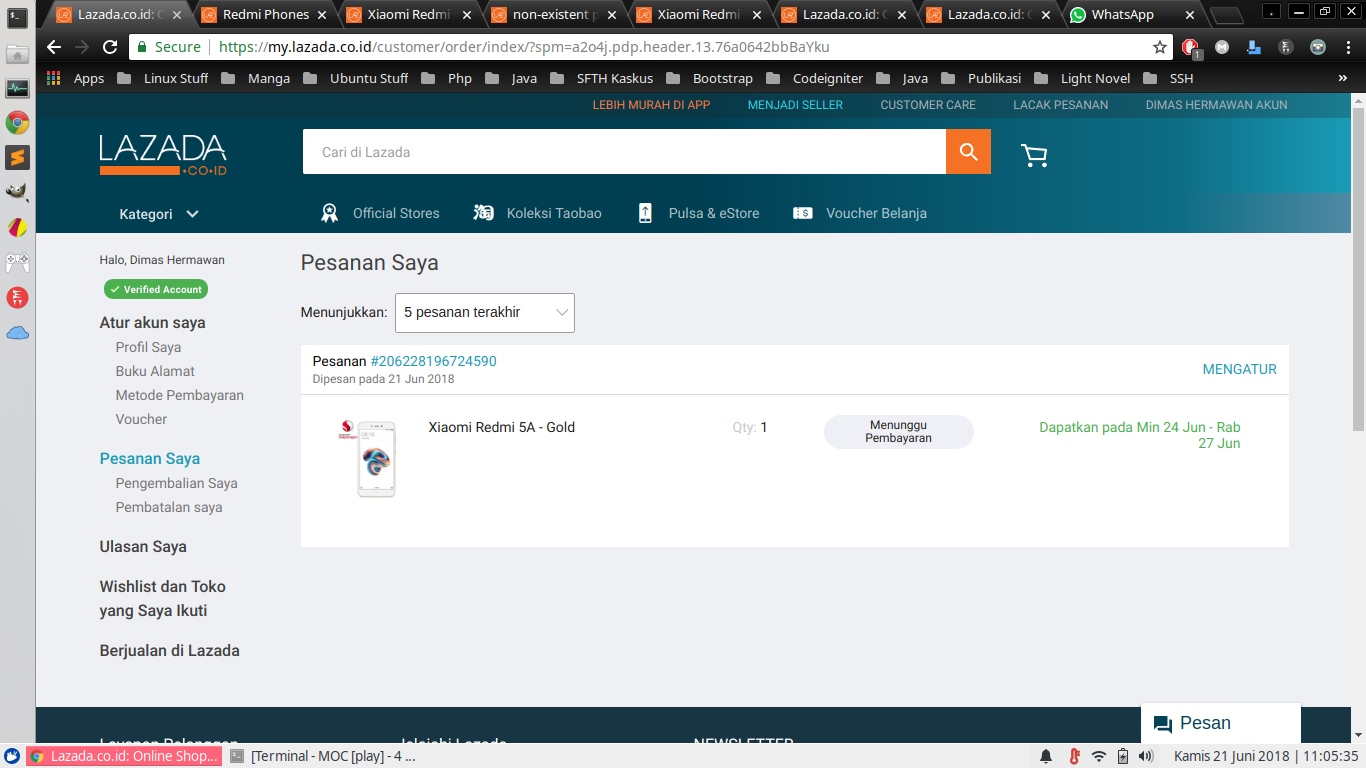 Lazada.co.id: O
Redmi Phones
Xiaomi Redmi
non-existent p
Xiaomi Redmi
Lazada.co.id: O
Lazada.co.id: O
WhatsApp
Secure
https://my.lazada.co.id/customer/order/index/?spm=a2o4j.pdp.header.13.76a0642bbBaYku
1
Apps
Linux Stuff
Manga
Ubuntu Stuff
Php
Java
SFTH Kaskus
Bootstrap
Codeigniter
Java
Publikasi
Light Novel
SSH
»
LEBIH MURAH DI APP
MENJADI SELLER
CUSTOMER CARE
LACAK PESANAN
DIMAS HERMAWAN AKUN
LAZADA
.CO.ID
Cari di Lazada
Kategori
Official Stores
Koleksi Taobao
Pulsa & eStore
Voucher Belanja
Halo, Dimas Hermawan
Verified Account
Atur akun saya
Profil Saya
Buku Alamat
Metode Pembayaran
Voucher
Pesanan Saya
Pengembalian Saya
Pembatalan saya
Ulasan Saya
Wishlist dan Toko
yang Saya Ikuti
Berjualan di Lazada
Pesanan Saya
Menunjukkan:
5 pesanan terakhir
Pesanan #206228196724590
Dipesan pada 21 Jun 2018
MENGATUR
Xiaomi Redmi 5A - Gold
Qty: 1
Menunggu
Pembayaran
Dapatkan pada Min 24 Jun - Rab
27 Jun
Pesan
Layanan Pelanggan
Jelajahi Lazada
NEWSLETTER
Lazada.co.id: Online Shop...
[Terminal - MOC [play] - 4 ...
Kamis 21 Juni 2018 | 11:05:35